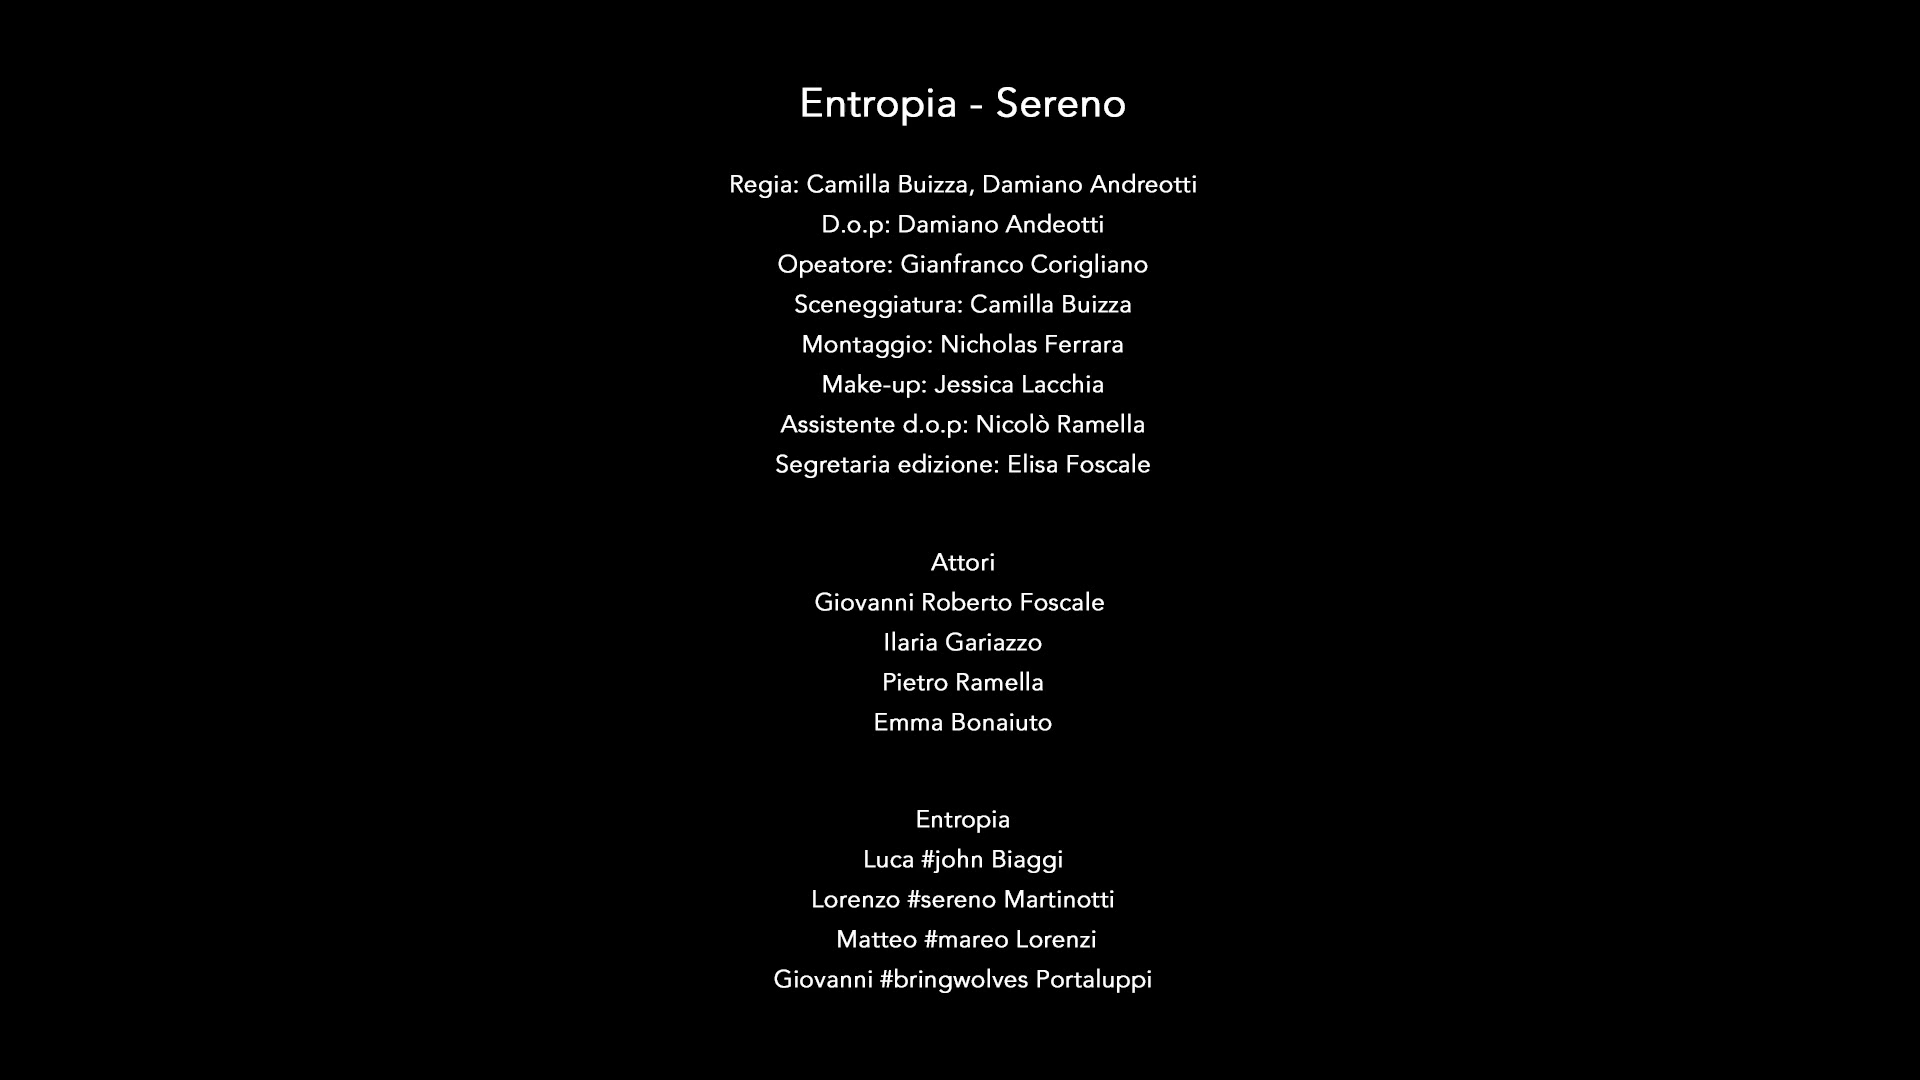 Entropia - Sereno
Regia: Camilla Buizza, Damiano Andreotti
D.o.p: Damiano Andeotti
Opeatore: Gianfranco Corigliano
Sceneggiatura: Camilla Buizza
Montaggio: Nicholas Ferrara
Make-up: Jessica Lacchia
Assistente d.o.p: Nicolò Ramella
Segretaria edizione: Elisa Foscale
Attori
Giovanni Roberto Foscale
Ilaria Gariazzo
Pietro Ramella
Emma Bonaiuto
Entropia
Luca #john Biaggi
Lorenzo #sereno Martinotti
Matteo #mareo Lorenzi
Giovanni #bringwolves Portaluppi